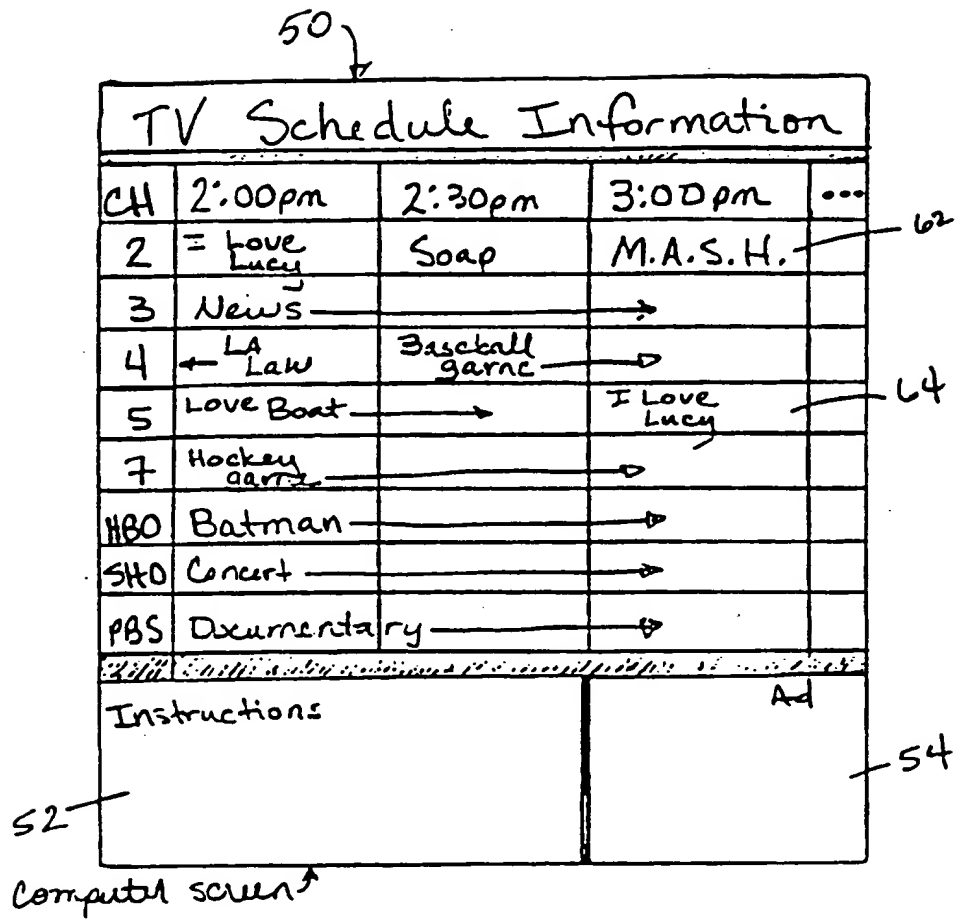 50
TV Schedule Information
CH 2:00pm 2:30pm 3:00pm ...
2 I Love Lucy Soap M.A.S.H. 62
3 News
4 LA Law Baseball game
5 Love Boat I Love Lucy 64
7 Hockey game
HBO Batman
SHO Concert
PBS Documentary
Instructions Ad
52 54
Computer screen